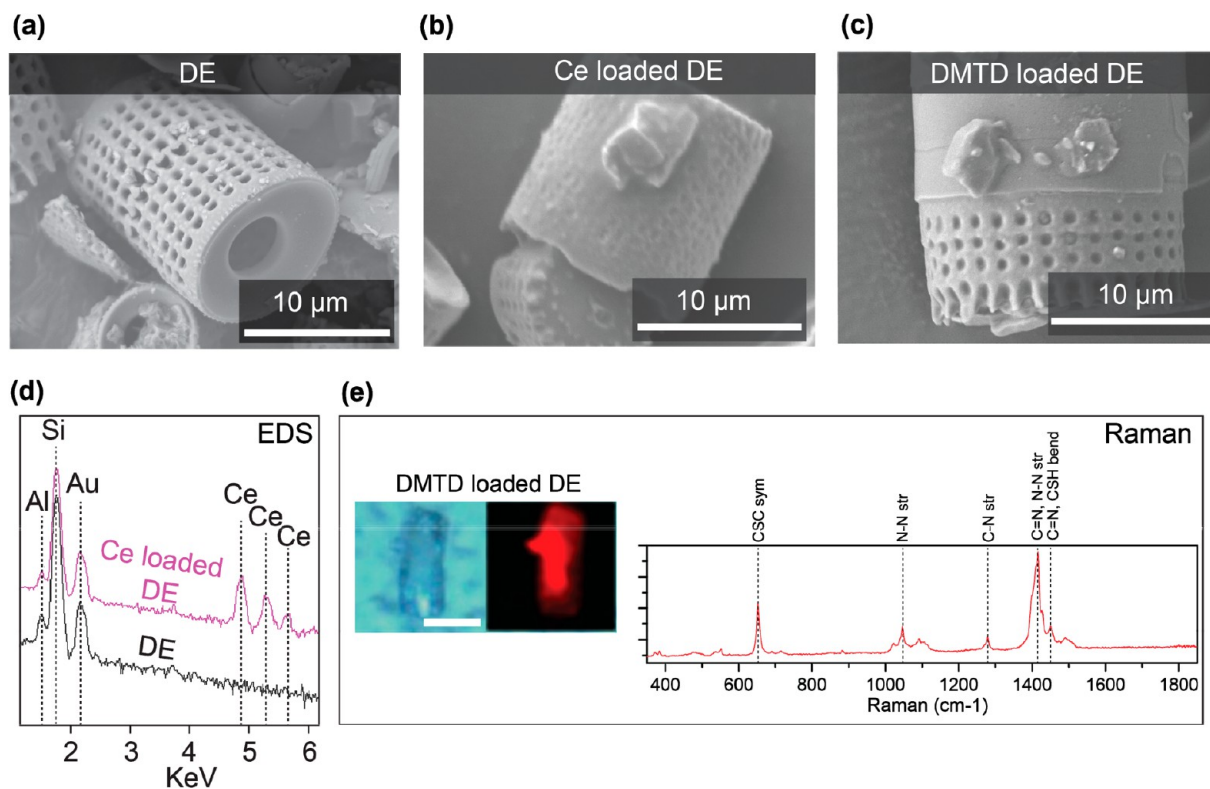 (a)
DE
10 µm
(b)
Ce loaded DE
10 µm
(c)
DMTD loaded DE
10 µm
(d)
EDS
Si
Al
Au
Ce
Ce
Ce
Ce loaded
DE
DE
2
3
4
5
6
KeV
(e)
Raman
DMTD loaded DE
CSC sym
N-N str
C-N str
C=N, N-N str
C=N, CSH bend
400
600
800
1000
1200
1400
1600
1800
Raman (cm-1)